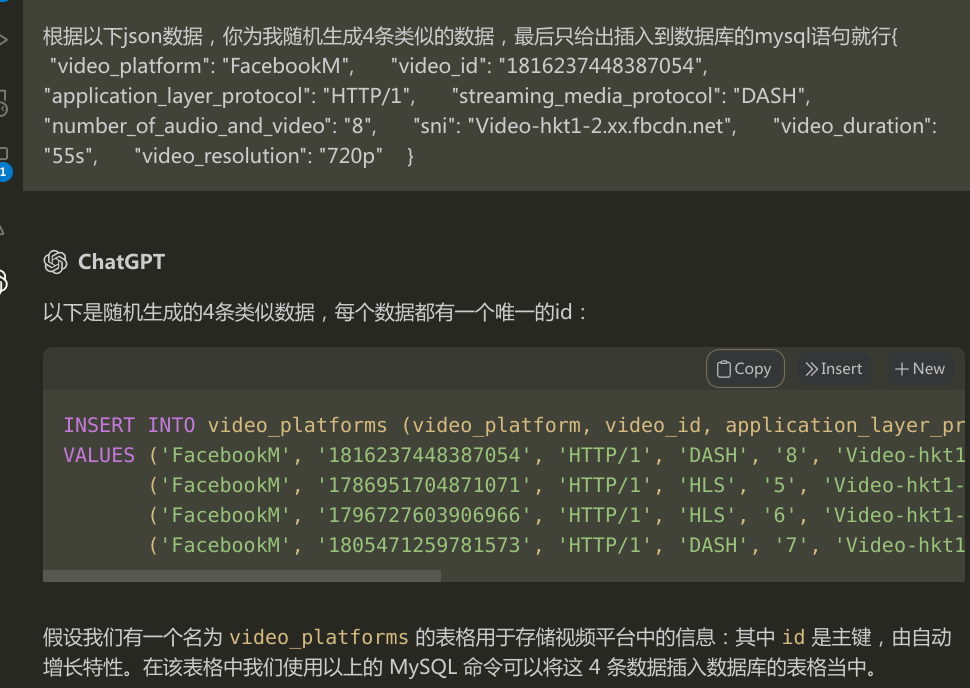 根据以下json数据，你为我随机生成4条类似的数据，最后只给出插入到数据库的mysql语句就行{
"video_platform": "FacebookM", "video_id": "1816237448387054",
"application_layer_protocol": "HTTP/1", "streaming_media_protocol": "DASH",
"number_of_audio_and_video": "8", "sni": "Video-hkt1-2.xx.fbcdn.net", "video_duration":
"55s", "video_resolution": "720p" }
1
ChatGPT
以下是随机生成的4条类似数据，每个数据都有一个唯一的id：
Copy Insert New
INSERT INTO video_platforms (video_platform, video_id, application_layer_pr
VALUES ('FacebookM', '1816237448387054', 'HTTP/1', 'DASH', '8', 'Video-hkt1
('FacebookM', '1786951704871071', 'HTTP/1', 'HLS', '5', 'Video-hkt1-
('FacebookM', '1796727603906966', 'HTTP/1', 'HLS', '6', 'Video-hkt1-
('FacebookM', '1805471259781573', 'HTTP/1', 'DASH', '7', 'Video-hkt1
假设我们有一个名为 video_platforms 的表格用于存储视频平台中的信息：其中 id 是主键，由自动
增长特性。在该表格中我们使用以上的 MySQL 命令可以将这 4 条数据插入数据库的表格当中。